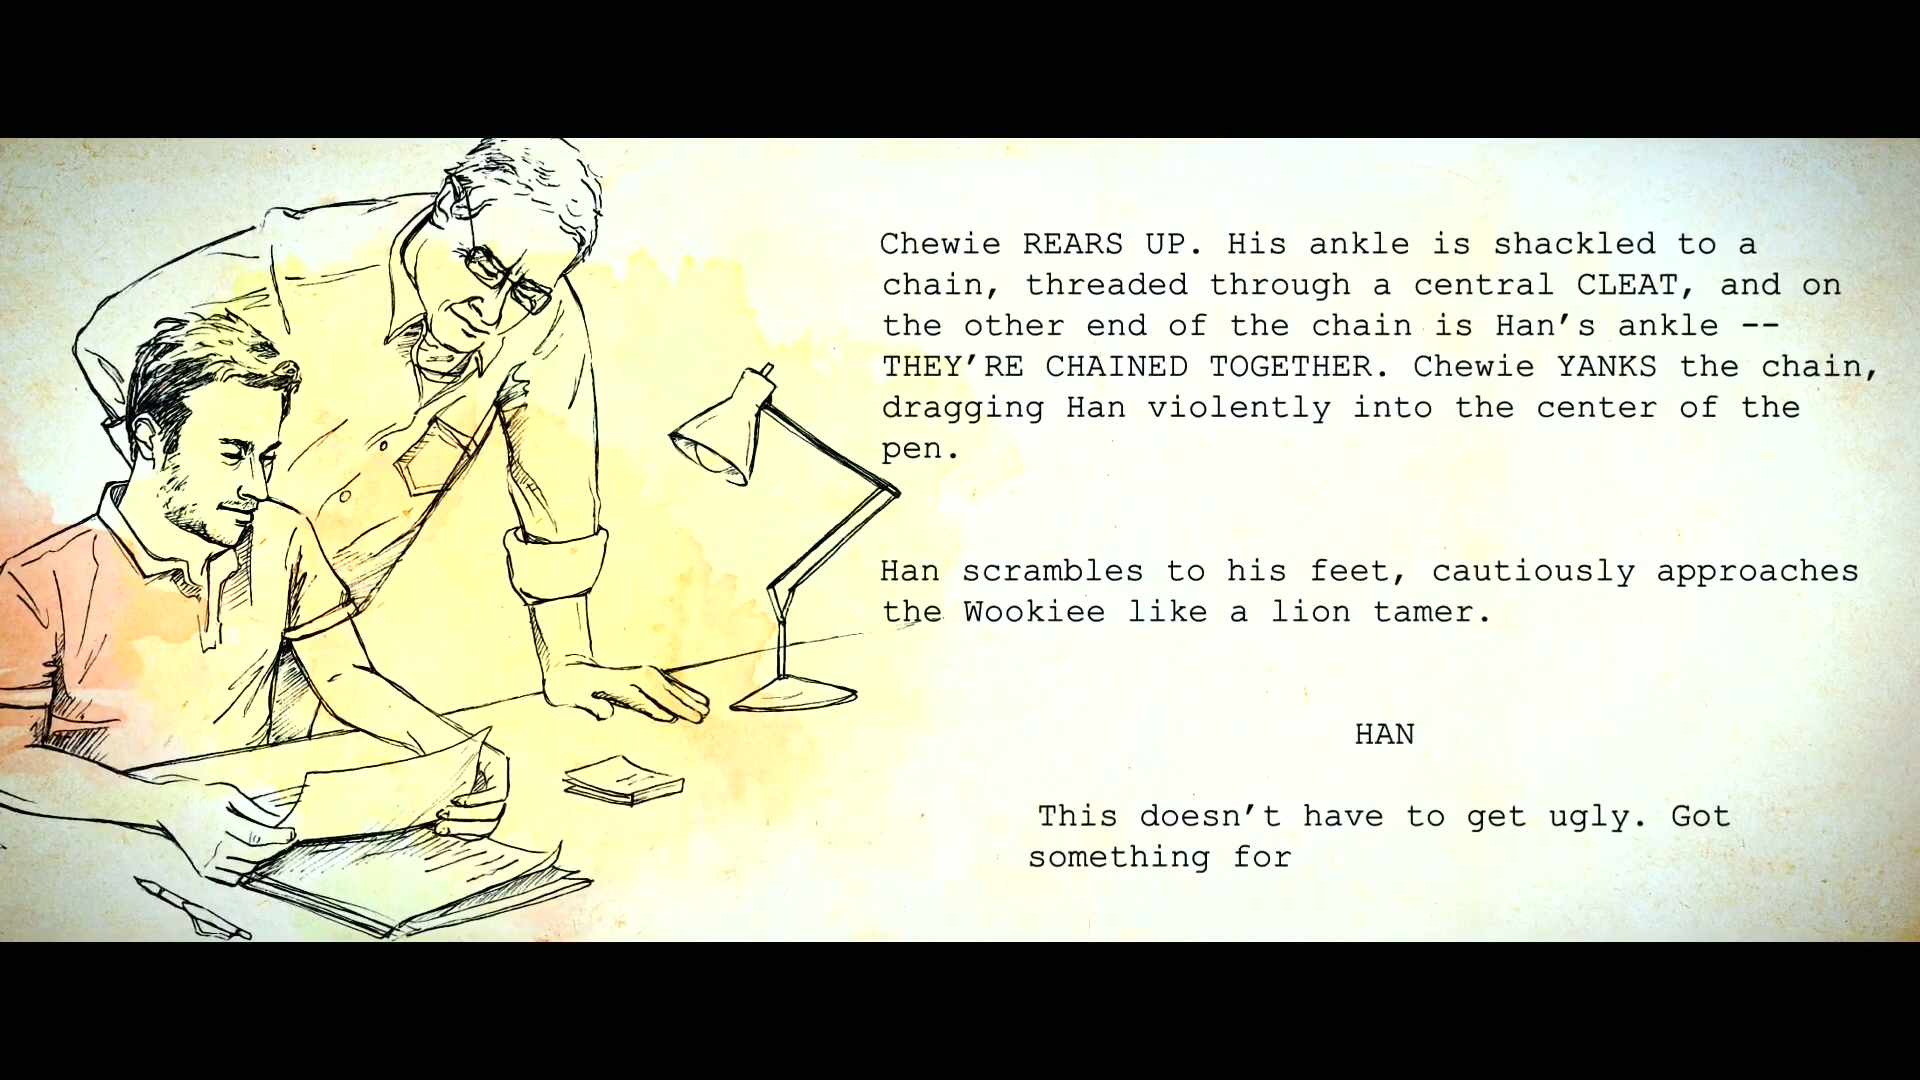 Chewie REARS UP. His ankle is shackled to a
chain, threaded through a central CLEAT, and on
the other end of the chain is Han's ankle --
THEY'RE CHAINED TOGETHER. Chewie YANKS the chain,
dragging Han violently into the center of the
pen.
Han scrambles to his feet, cautiously approaches
the Wookiee like a lion tamer.
HAN
This doesn't have to get ugly. Got
something for